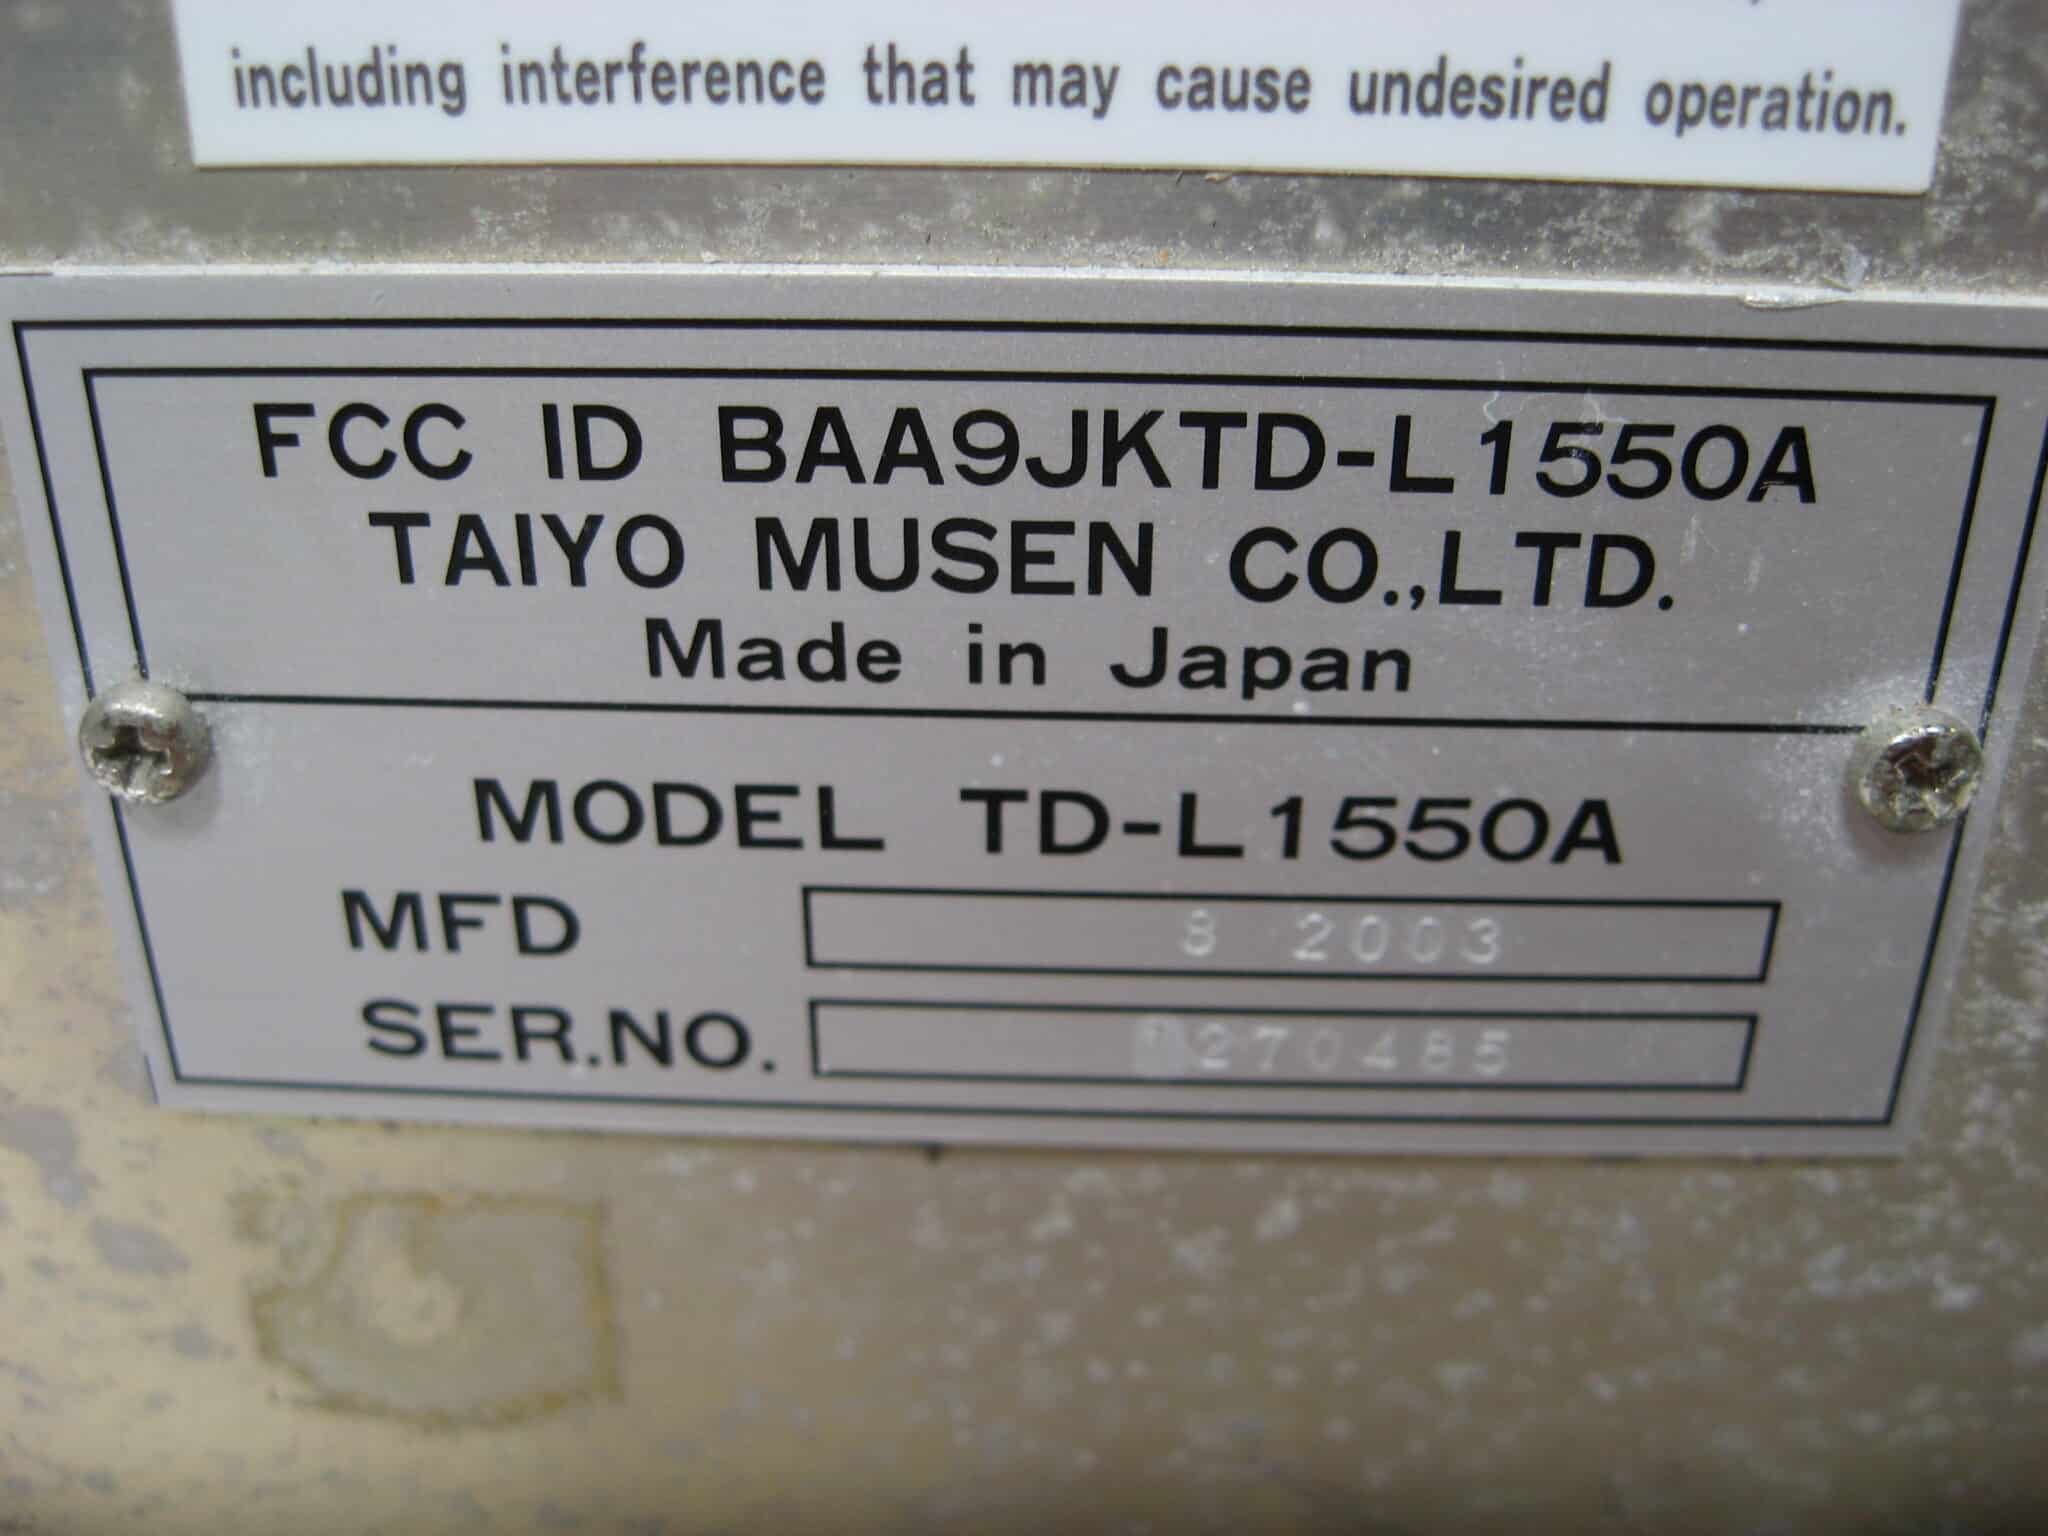 including interference that may cause undesired operation.
FCC ID BAA9JKTD-L1550A
TAIYO MUSEN CO.,LTD.
Made in Japan
MODEL TD-L1550A
MFD 8 2003
SER.NO.